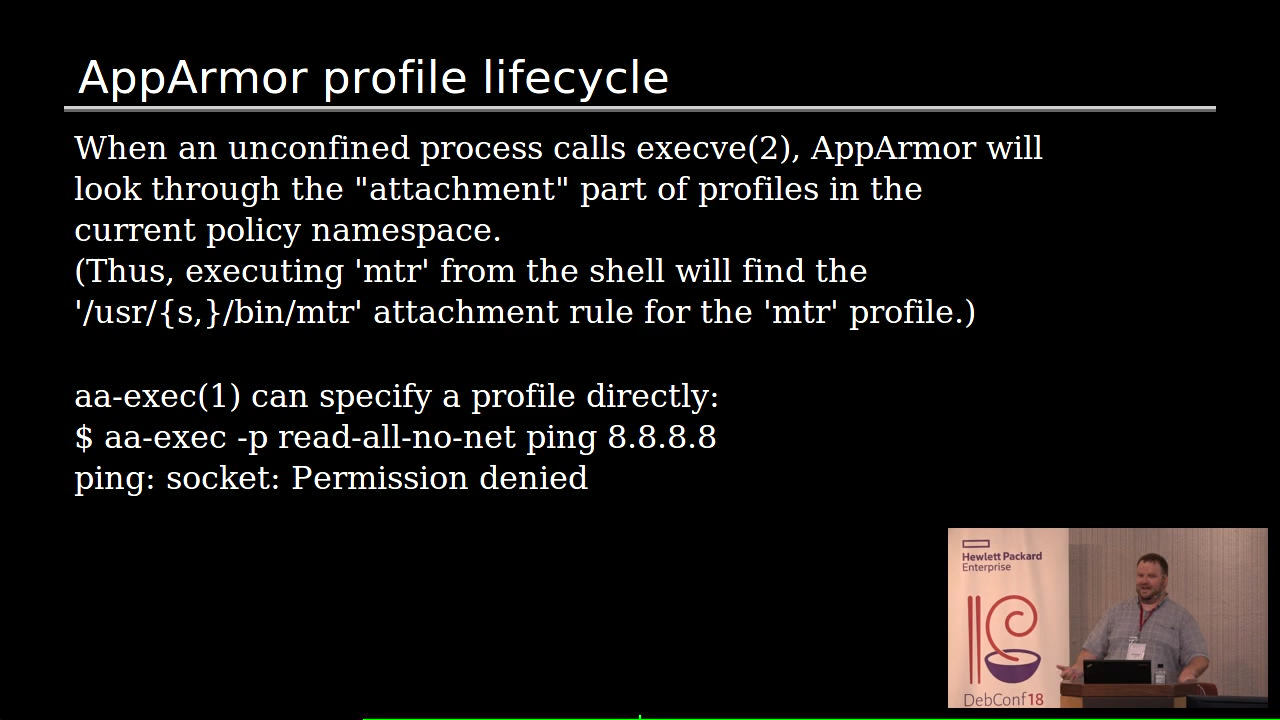 AppArmor profile lifecycle
When an unconfined process calls execve(2), AppArmor will
look through the "attachment" part of profiles in the
current policy namespace.
(Thus, executing 'mtr' from the shell will find the
'/usr/{s,}/bin/mtr' attachment rule for the 'mtr' profile.)
aa-exec(1) can specify a profile directly:
$ aa-exec -p read-all-no-net ping 8.8.8.8
ping: socket: Permission denied
Hewlett Packard
Enterprise
DebConf18